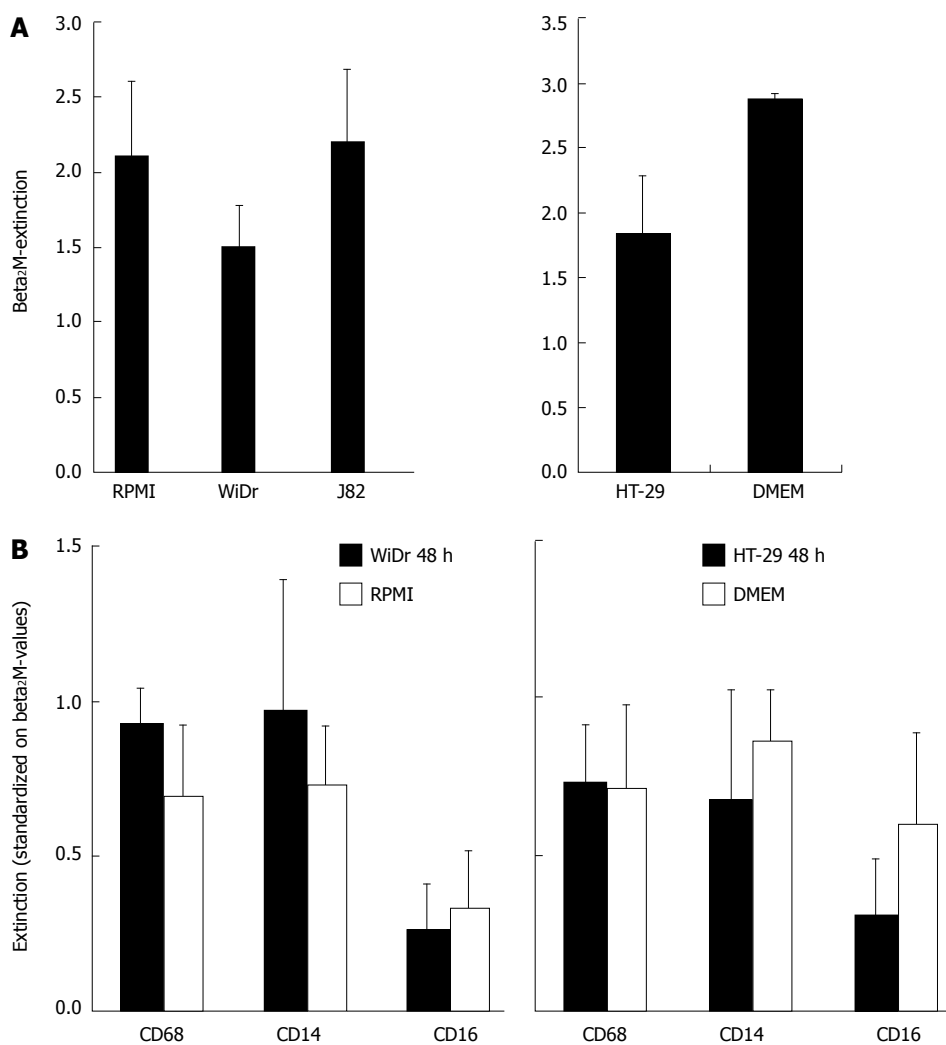 A
3.0
2.5
2.0
1.5
1.0
0.5
0.0
Beta₂M-extinction
RPMI WiDr J82
3.5
3.0
2.5
2.0
1.5
1.0
0.5
0.0
HT-29 DMEM
B
1.5
1.0
0.5
0.0
Extinction (standardized on beta₂M-values)
WiDr 48 h
RPMI
CD68 CD14 CD16
HT-29 48 h
DMEM
CD68 CD14 CD16